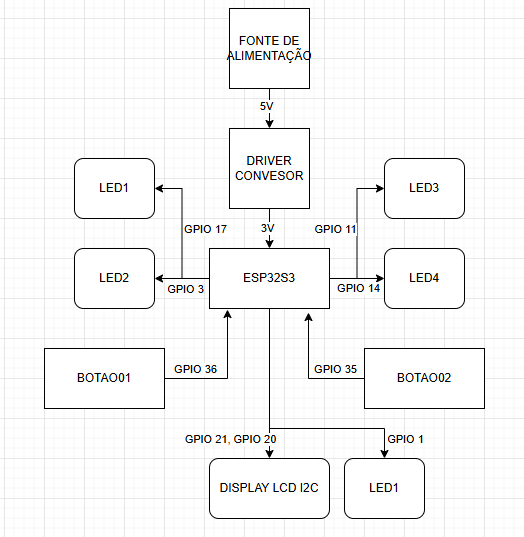 FONTE DE
ALIMENTAÇÃO
5V
DRIVER
CONVESOR
LED1
LED3
3V
GPIO 17
GPIO 11
LED2
ESP32S3
LED4
GPIO 3
GPIO 14
BOTAO01
GPIO 36
GPIO 35
BOTAO02
GPIO 21, GPIO 20
GPIO 1
DISPLAY LCD I2C
LED1